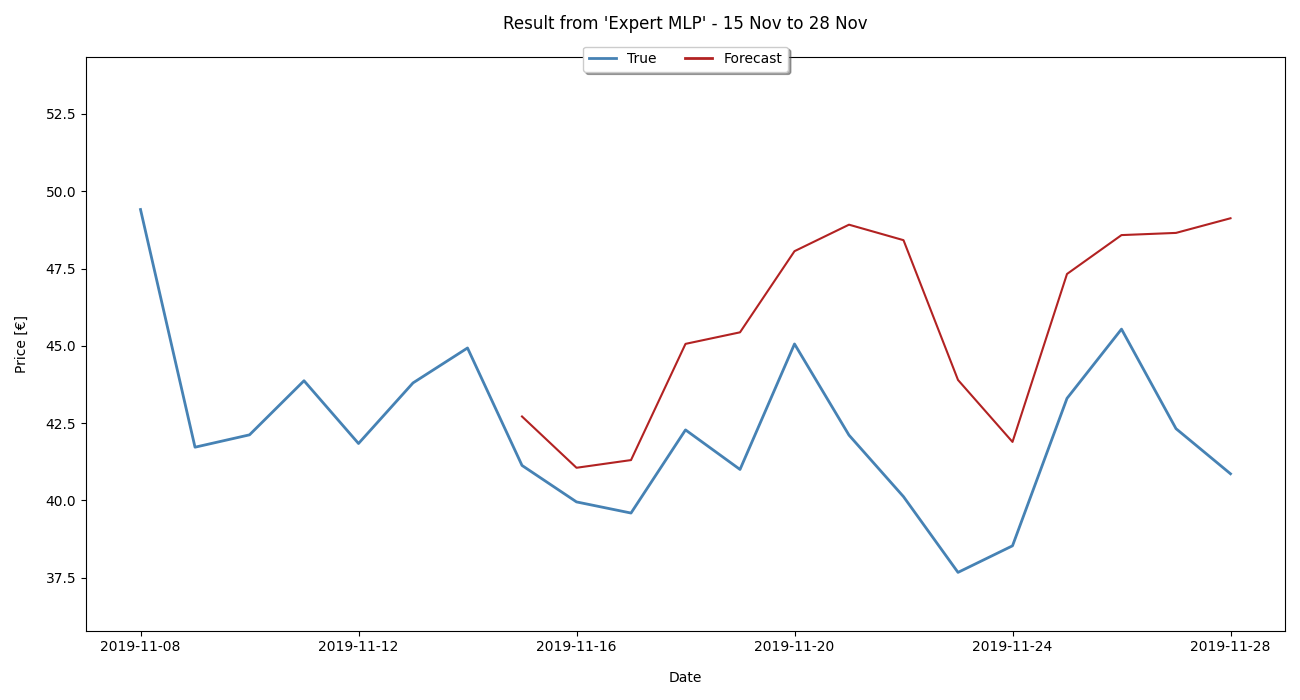 Result from 'Expert MLP' - 15 Nov to 28 Nov
True Forecast
52.5
50.0
47.5
45.0
42.5
40.0
37.5
Price [€]
2019-11-08 2019-11-12 2019-11-16 2019-11-20 2019-11-24 2019-11-28
Date